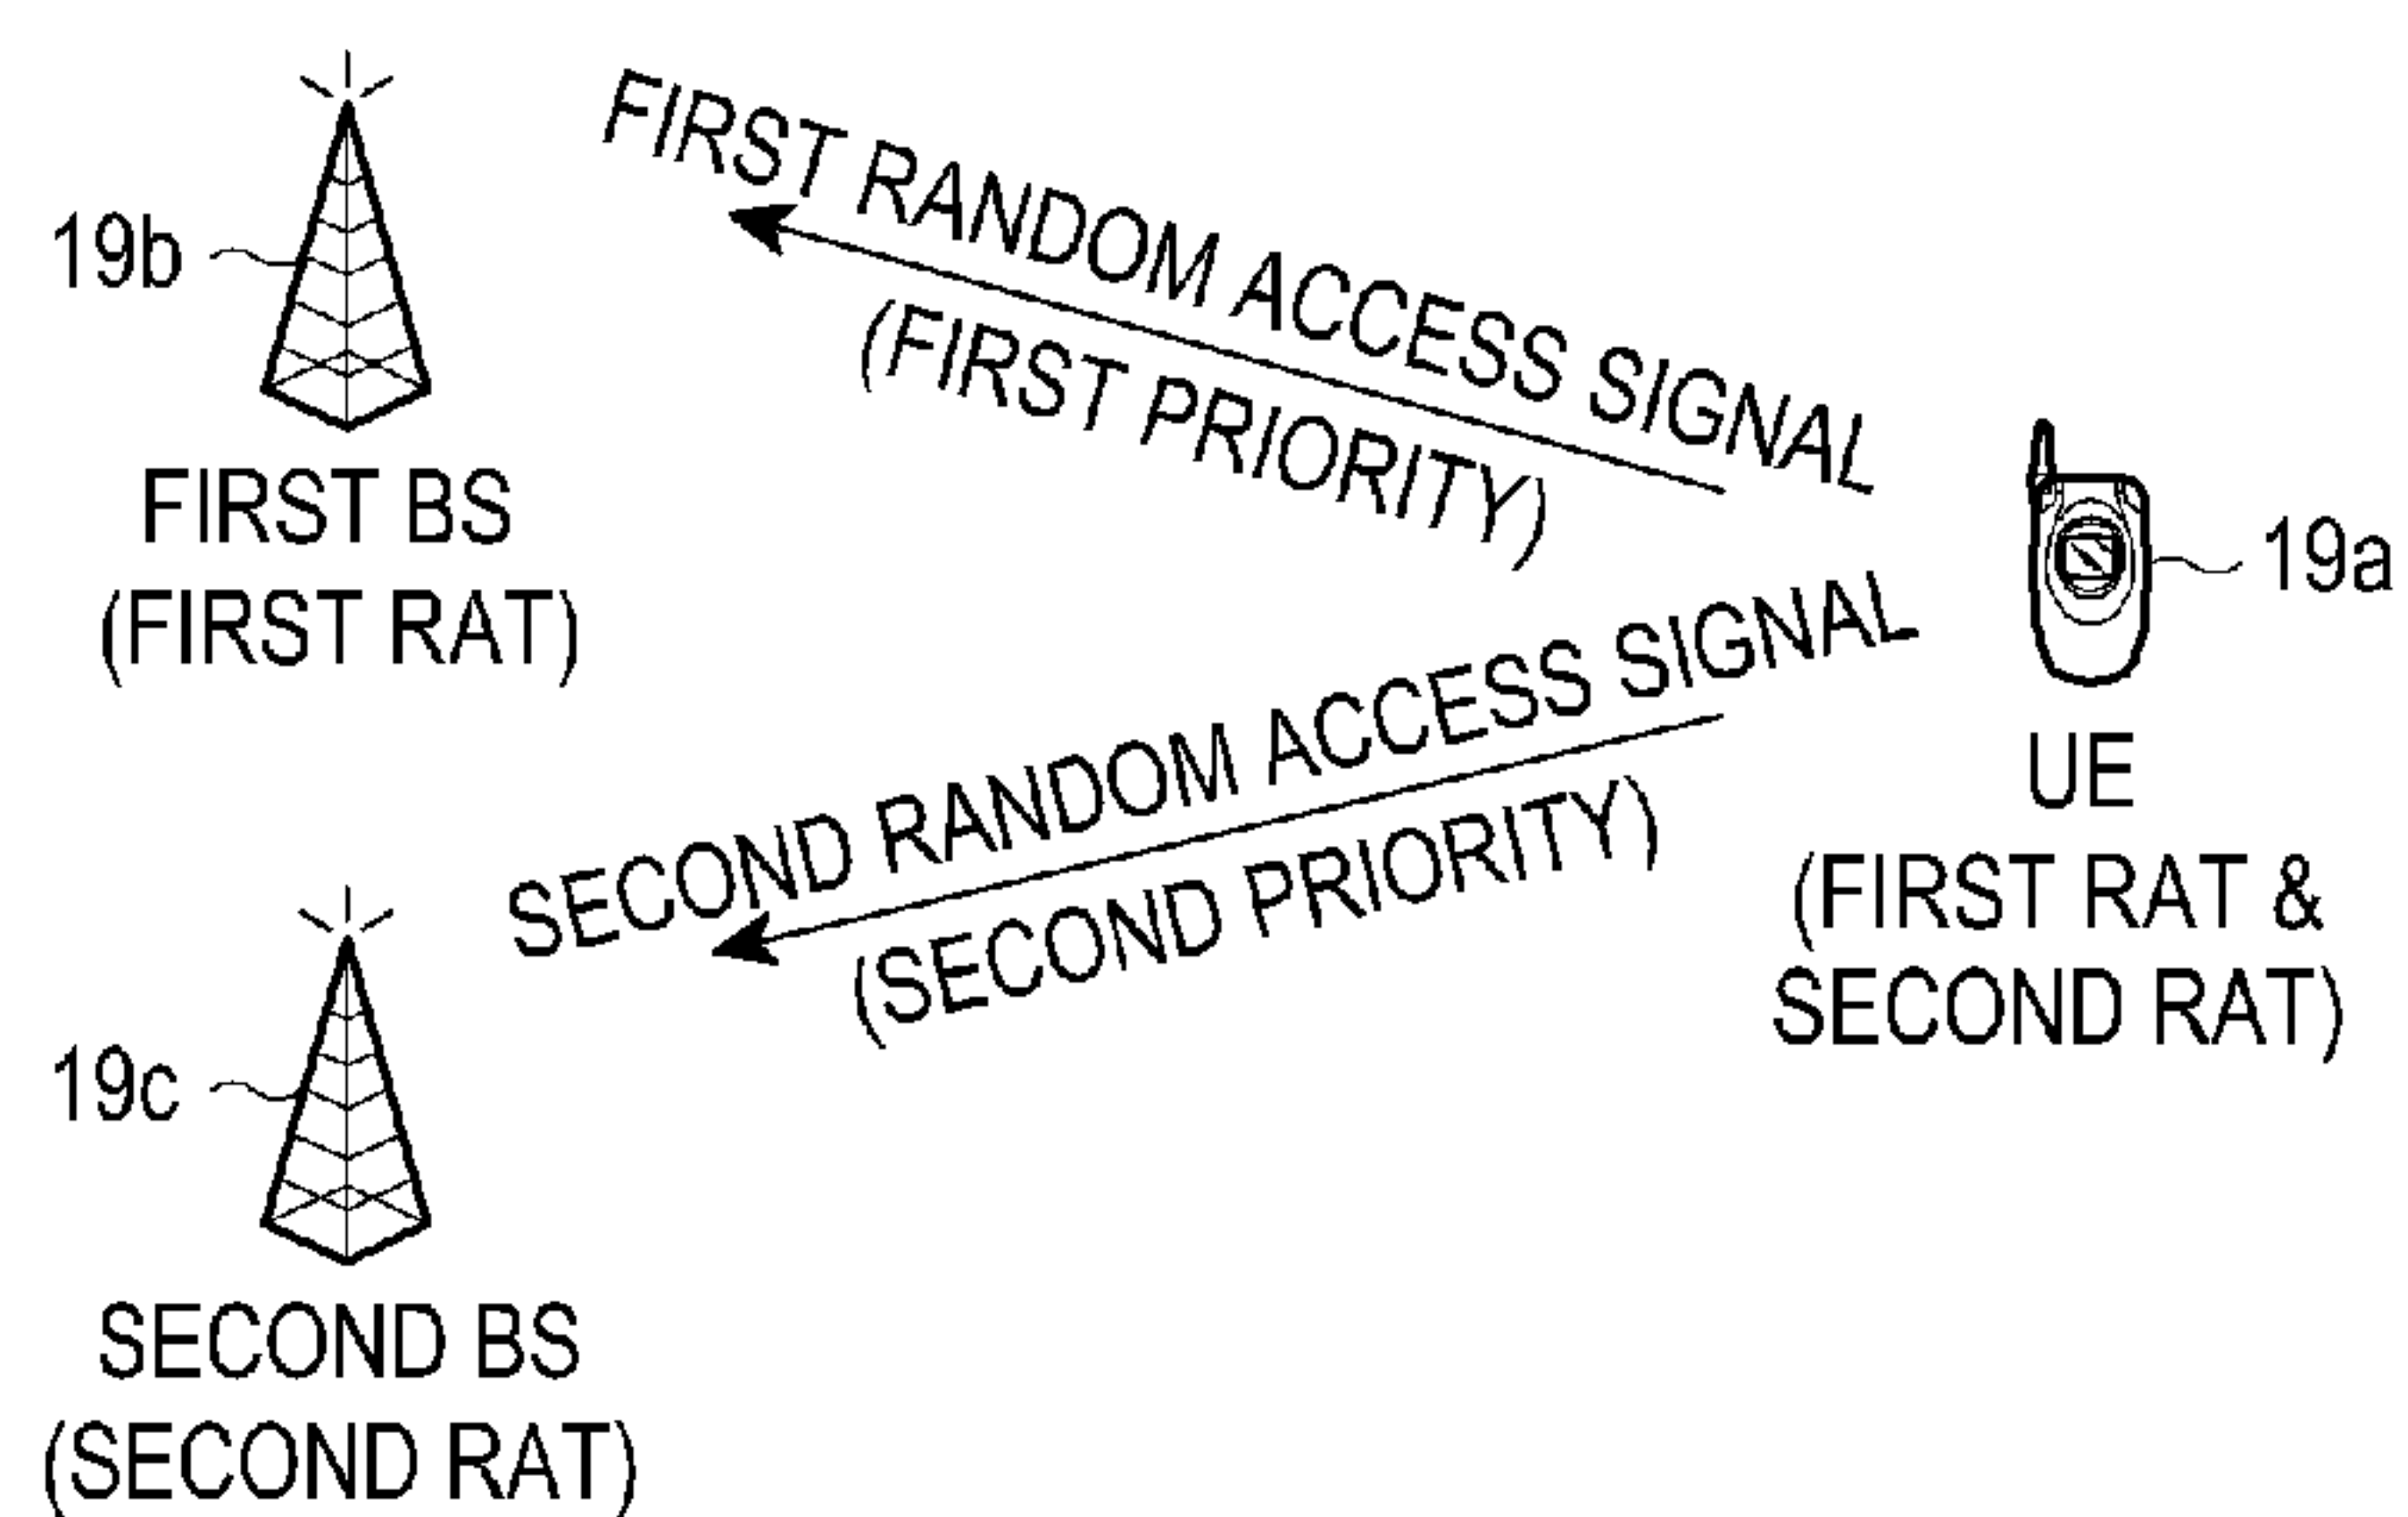 19b
FIRST BS
(FIRST RAT)
FIRST RANDOM ACCESS SIGNAL
(FIRST PRIORITY)
19a
UE
(FIRST RAT &
SECOND RAT)
SECOND RANDOM ACCESS SIGNAL
(SECOND PRIORITY)
19c
SECOND BS
(SECOND RAT)